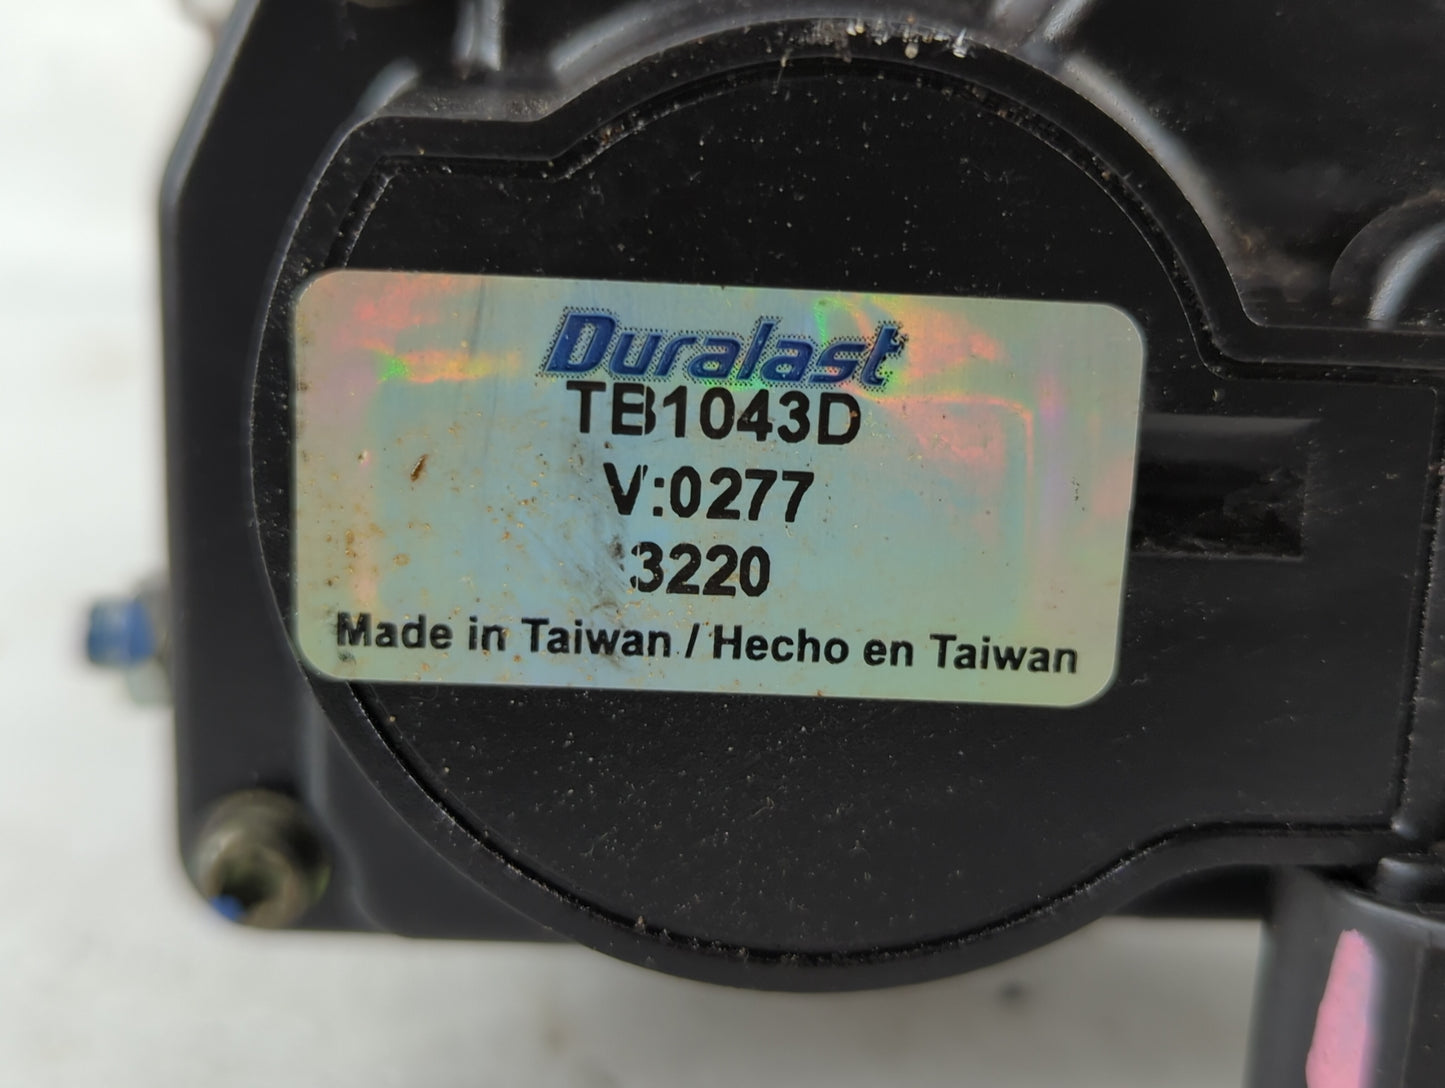 Duralast
TB1043D
V:0277
3220
Made in Taiwan / Hecho en Taiwan